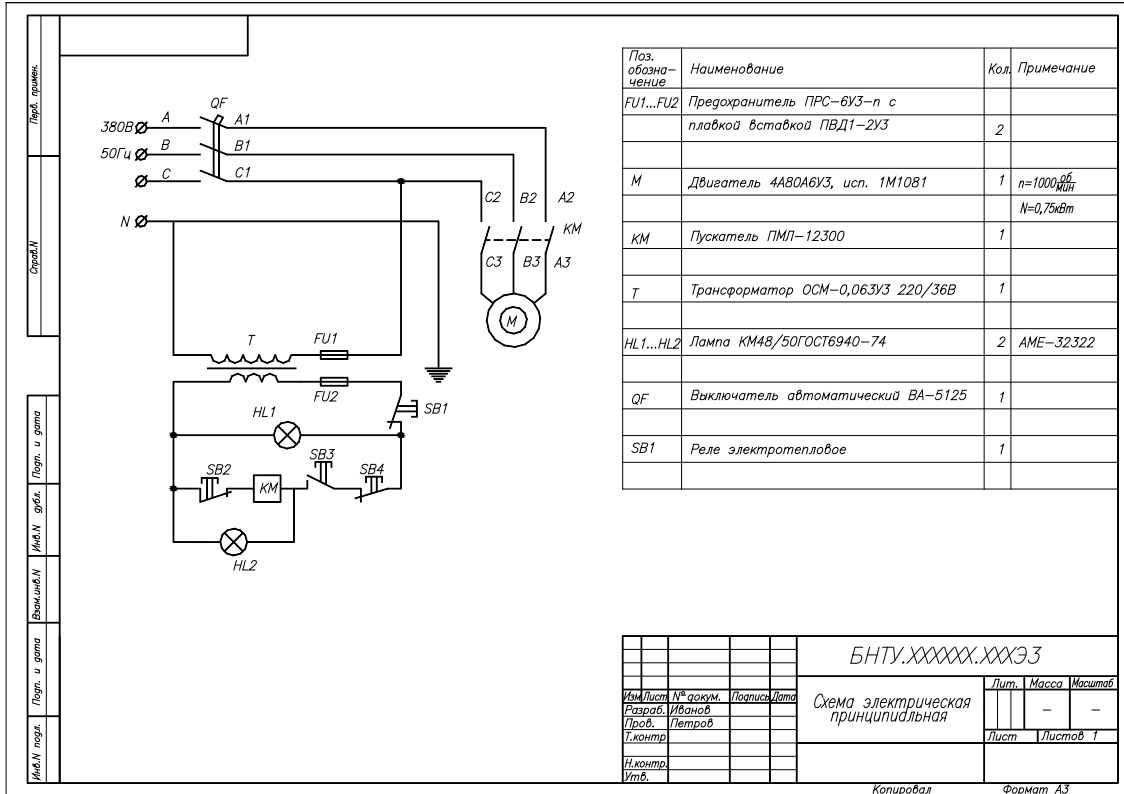 Перв. примен.
Справ.N
Подп. и дата
Инв.N дубл.
Взам.инв.N
Подп. и дата
Инв.N подл.
QF
380В A A1
50Гц B B1
C C1
N
C2 B2 A2
KM
C3 B3 A3
M
T FU1
FU2
SB1
HL1
SB2 SB3 SB4
KM
HL2
Поз. обозна-чение Наименование Кол. Примечание
FU1...FU2 Предохранитель ПРС-6У3-п с
плавкой вставкой ПВД1-2У3 2
M Двигатель 4А80А6У3, исп. 1М1081 1 n=1000 об/мин
N=0,75кВт
KM Пускатель ПМЛ-12300 1
T Трансформатор ОСМ-0,063У3 220/36В 1
HL1...HL2 Лампа КМ48/50ГОСТ6940-74 2 АМЕ-32322
QF Выключатель автоматический ВА-5125 1
SB1 Реле электротепловое 1
БНТУ.XXXXXX.XXXЭ3
Изм Лист № докум. Подпись Дата
Разраб. Иванов
Пров. Петров
Т.контр
Н.контр.
Утв.
Схема электрическая
принципиальная
Лит. Масса Масштаб
- -
Лист Листов 1
Копировал Формат А3